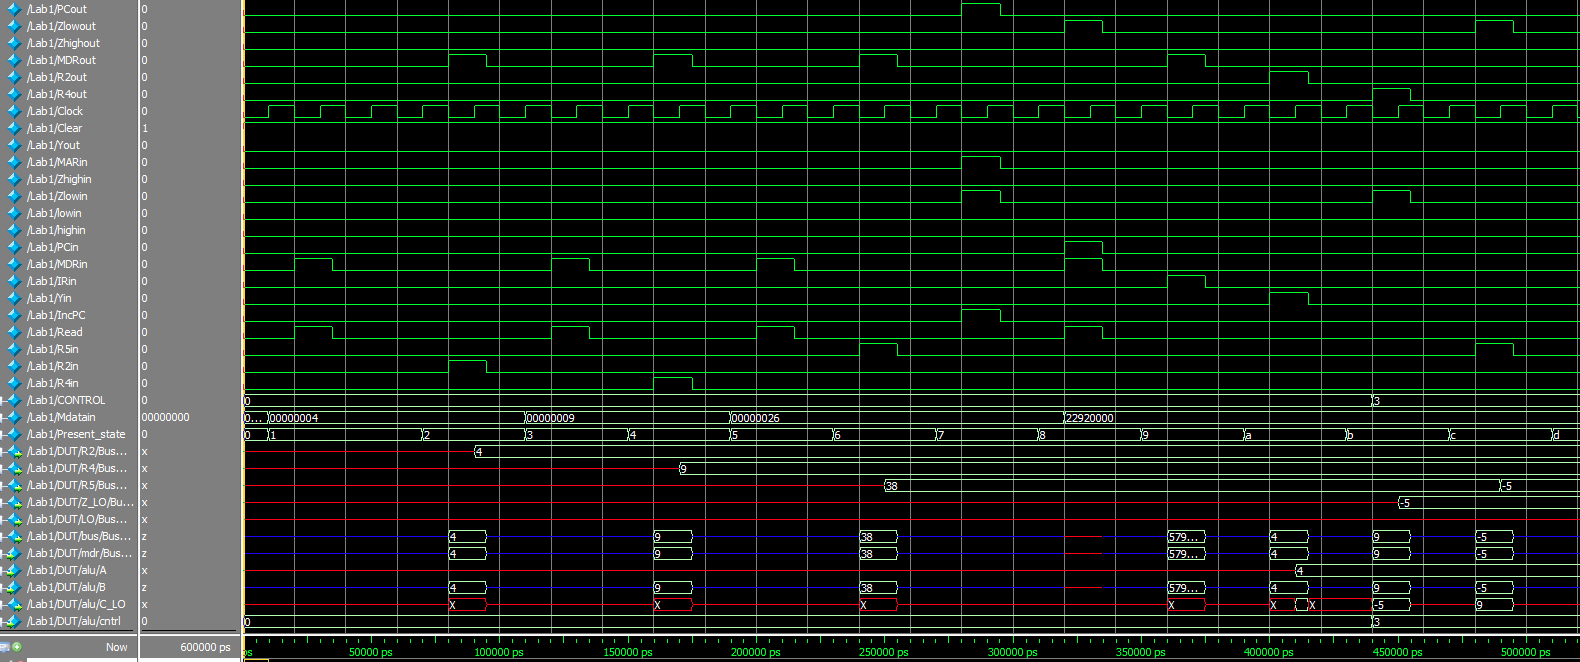 /Lab1/PCout 0
/Lab1/Zlowout 0
/Lab1/Zhighout 0
/Lab1/MDRout 0
/Lab1/R2out 0
/Lab1/R4out 0
/Lab1/Clock 0
/Lab1/Clear 1
/Lab1/Yout 0
/Lab1/MARin 0
/Lab1/Zhighin 0
/Lab1/Zlowin 0
/Lab1/lowin 0
/Lab1/highin 0
/Lab1/PCin 0
/Lab1/MDRin 0
/Lab1/IRin 0
/Lab1/Yin 0
/Lab1/IncPC 0
/Lab1/Read 0
/Lab1/R5in 0
/Lab1/R2in 0
/Lab1/R4in 0
/Lab1/CONTROL 0 0 3
/Lab1/Mdatain 00000000 0... 00000004 00000009 00000026 22920000
/Lab1/Present_state 0 0 1 2 3 4 5 6 7 8 9 a b c d
/Lab1/DUT/R2/Bus... x 4
/Lab1/DUT/R4/Bus... x 9
/Lab1/DUT/R5/Bus... x 38 -5
/Lab1/DUT/Z_LO/Bu... x -5
/Lab1/DUT/LO/Bus... x
/Lab1/DUT/bus/Bus... z 4 9 38 579... 4 9 -5
/Lab1/DUT/mdr/Bus... z 4 9 38 579... 4 9 -5
/Lab1/DUT/alu/A x 4
/Lab1/DUT/alu/B z 4 9 38 579... 4 9 -5
/Lab1/DUT/alu/C_LO x X X X X X X -5 9
/Lab1/DUT/alu/cntrl 0 0 3
Now 600000 ps ps 50000 ps 100000 ps 150000 ps 200000 ps 250000 ps 300000 ps 350000 ps 400000 ps 450000 ps 500000 ps